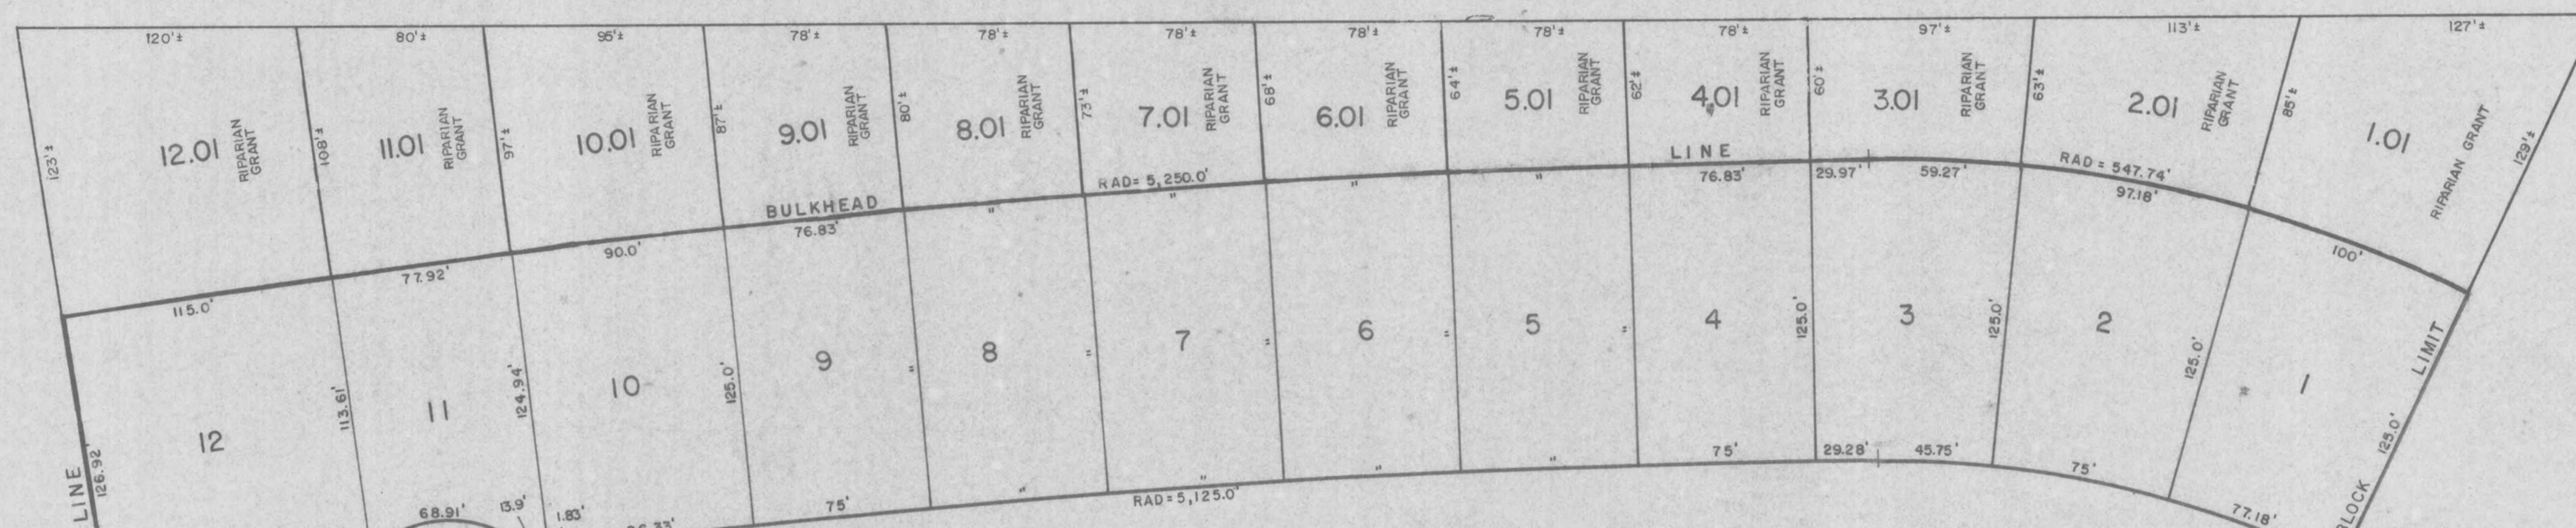 120'±
80'±
95'±
78'±
78'±
78'±
78'±
78'±
78'±
97'±
113'±
127'±
123'±
12.01
RIPARIAN
GRANT
108'±
11.01
RIPARIAN
GRANT
97'±
10.01
RIPARIAN
GRANT
87'±
9.01
RIPARIAN
GRANT
80'±
8.01
RIPARIAN
GRANT
73'±
7.01
RIPARIAN
GRANT
68'±
6.01
RIPARIAN
GRANT
64'±
5.01
RIPARIAN
GRANT
62'±
4.01
RIPARIAN
GRANT
60'±
3.01
RIPARIAN
GRANT
63'±
2.01
RIPARIAN
GRANT
85'±
1.01
RIPARIAN GRANT
129'±
BULKHEAD
RAD= 5,250.0'
LINE
RAD = 547.74'
115.0'
77.92'
90.0'
76.83'
"
"
"
"
76.83'
29.97'
59.27'
97.18'
100'
LINE
126.92'
12
113.61'
11
124.94'
10
125.0'
9
"
8
"
7
"
6
"
5
"
4
125.0'
3
125.0'
2
125.0'
1
125.0'
LIMIT
68.91'
13.9'
1.83'
75'
"
"
RAD=5,125.0'
"
"
75'
29.28'
45.75'
75'
77.18'